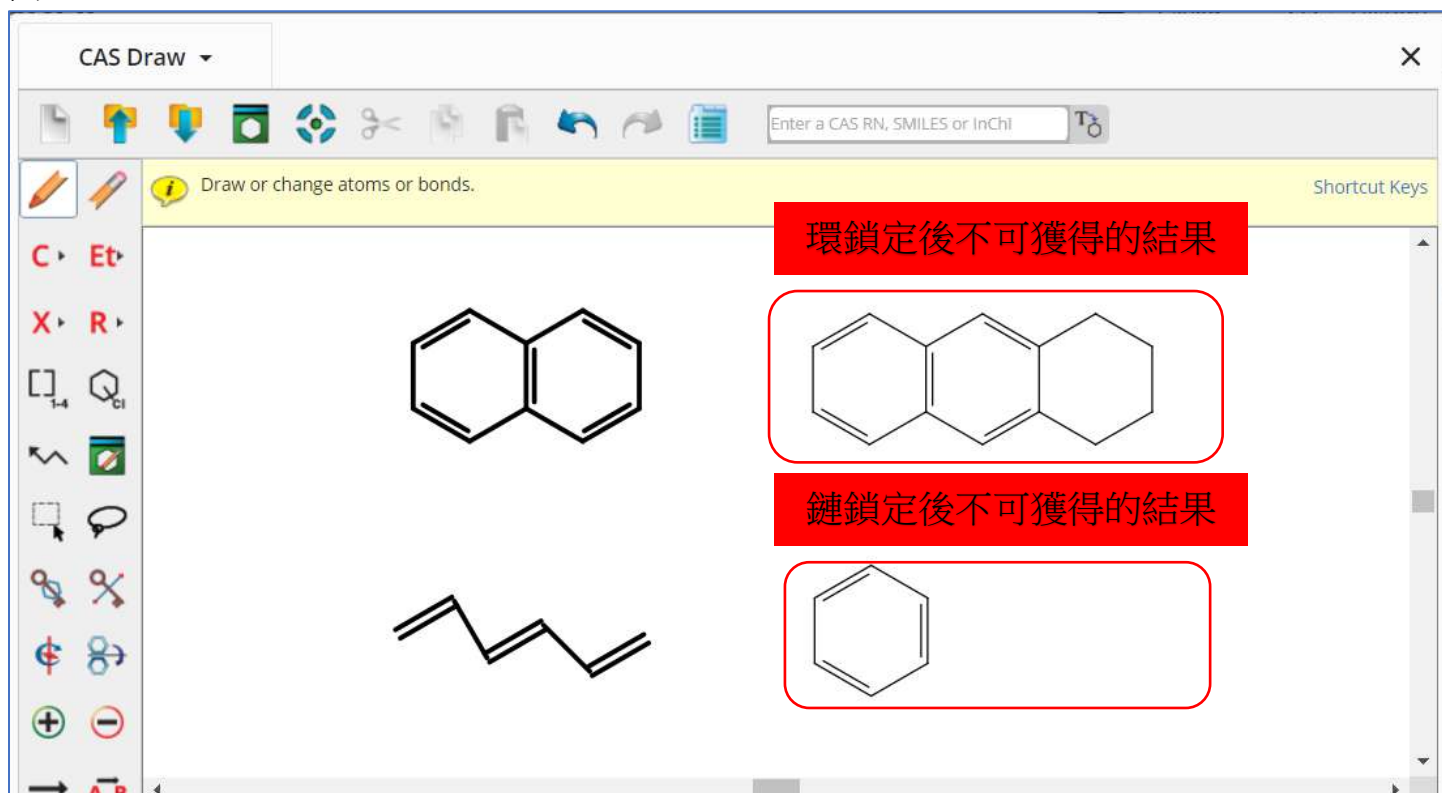 CAS Draw
Enter a CAS RN, SMILES or InChI
Draw or change atoms or bonds.
Shortcut Keys
環鎖定後不可獲得的結果
C
Et
X
R
1-4
Cl
鏈鎖定後不可獲得的結果